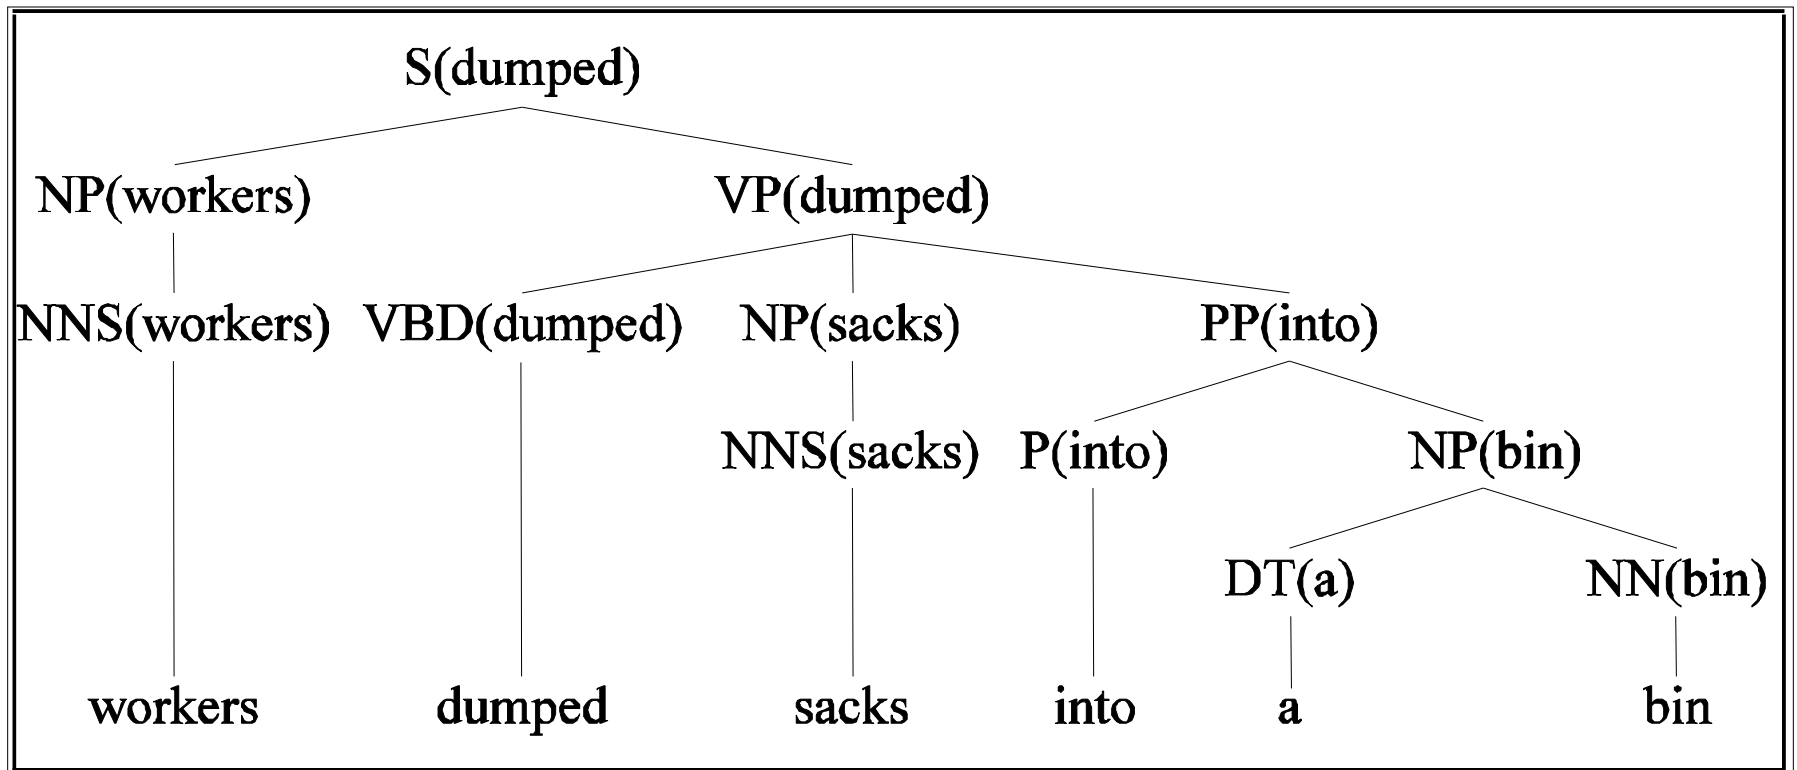 S(dumped)
NP(workers) VP(dumped)
NNS(workers) VBD(dumped) NP(sacks) PP(into)
NNS(sacks) P(into) NP(bin)
DT(a) NN(bin)
workers dumped sacks into a bin